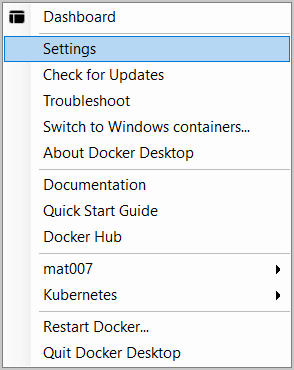 Dashboard
Settings
Check for Updates
Troubleshoot
Switch to Windows containers...
About Docker Desktop
Documentation
Quick Start Guide
Docker Hub
mat007
Kubernetes
Restart Docker...
Quit Docker Desktop